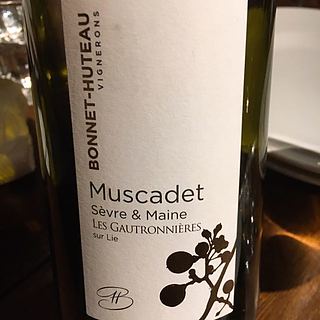 BONNET-HUTEAU
VIGNERONS
Muscadet
Sèvre & Maine
LES GAUTRONNIÈRES
sur Lie